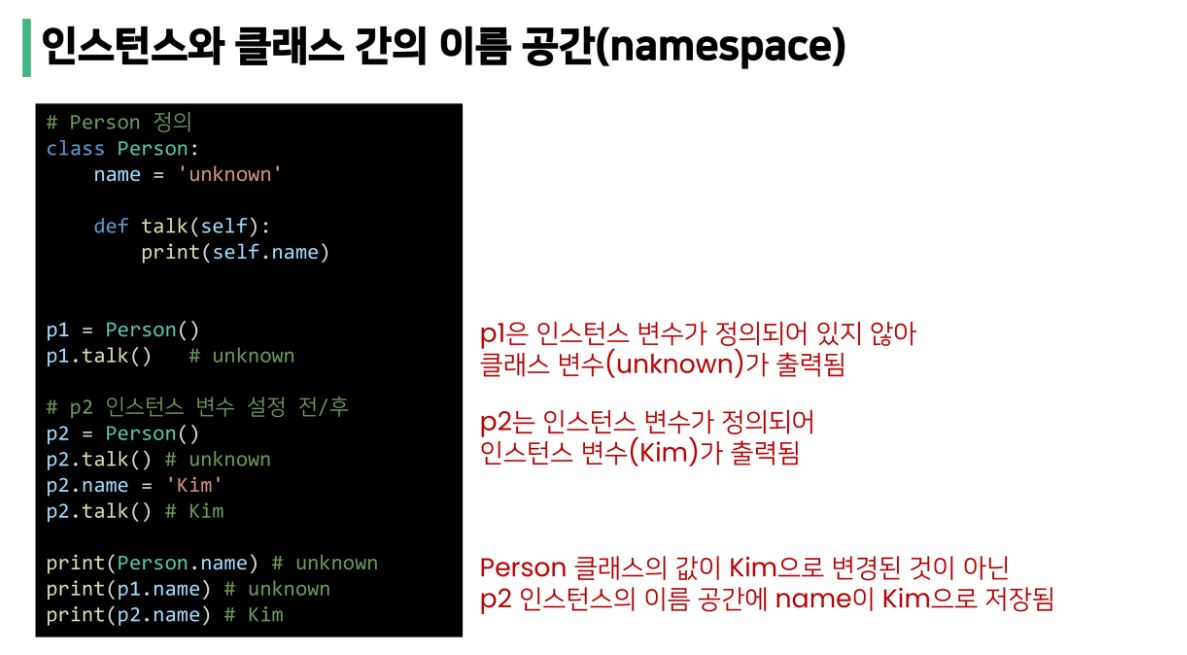 인스턴스와 클래스 간의 이름 공간(namespace)
# Person 정의
class Person:
    name = 'unknown'
    def talk(self):
        print(self.name)
p1 = Person()
p1.talk()   # unknown
# p2 인스턴스 변수 설정 전/후
p2 = Person()
p2.talk() # unknown
p2.name = 'Kim'
p2.talk() # Kim
print(Person.name) # unknown
print(p1.name) # unknown
print(p2.name) # Kim
p1은 인스턴스 변수가 정의되어 있지 않아
클래스 변수(unknown)가 출력됨
p2는 인스턴스 변수가 정의되어
인스턴스 변수(Kim)가 출력됨
Person 클래스의 값이 Kim으로 변경된 것이 아닌
p2 인스턴스의 이름 공간에 name이 Kim으로 저장됨